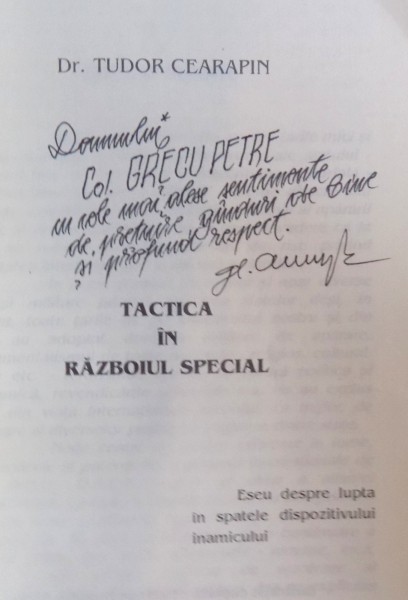 Dr. TUDOR CEARAPIN
Domnului*
Col. GRECU PETRE
cu cele mai alese sentimente
de prețuire gânduri de bine
și profund respect.
TACTICA
ÎN
RĂZBOIUL SPECIAL
Eseu despre lupta
în spatele dispozitivului
inamicului